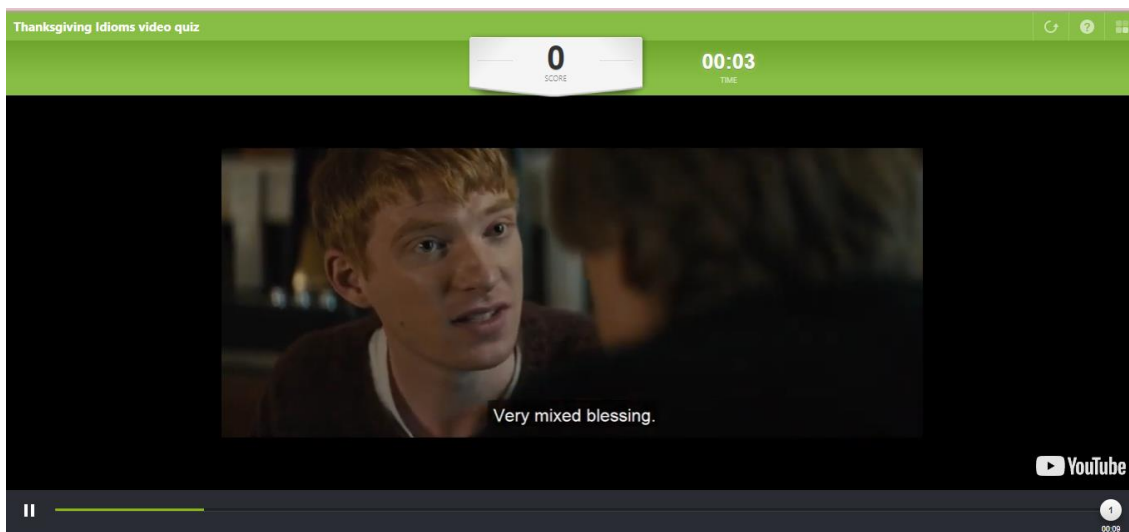 Thanksgiving Idioms video quiz
?
0
SCORE
00:03
TIME
Very mixed blessing.
YouTube
1
00:09